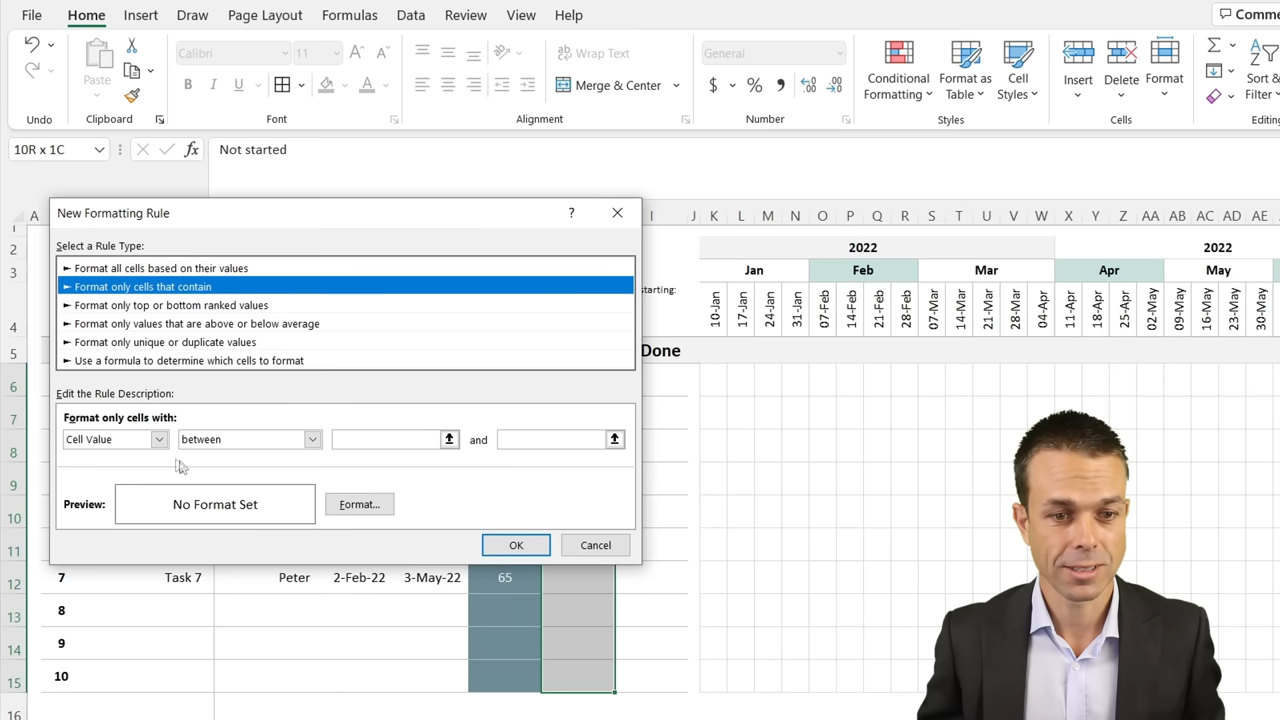 File Home Insert Draw Page Layout Formulas Data Review View Help Comme
Calibri 11 Wrap Text General
Paste B I U Merge & Center $ % Conditional Formatting Format as Table Cell Styles Insert Delete Format Sort & Filter
Undo Clipboard Font Alignment Number Styles Cells Editing
10R x 1C fx Not started
New Formatting Rule ?
Select a Rule Type:
► Format all cells based on their values
► Format only cells that contain
► Format only top or bottom ranked values
► Format only values that are above or below average
► Format only unique or duplicate values
► Use a formula to determine which cells to format
Edit the Rule Description:
Format only cells with:
Cell Value between and
Preview: No Format Set Format...
OK Cancel
A I J K L M N O P Q R S T U V W X Y Z AA AB AC AD AE
2 2022 2022
3 Jan Feb Mar Apr May
starting:
4 10-Jan 17-Jan 24-Jan 31-Jan 07-Feb 14-Feb 21-Feb 28-Feb 07-Mar 14-Mar 21-Mar 28-Mar 04-Apr 11-Apr 18-Apr 25-Apr 02-May 09-May 16-May 23-May 30-May
5 Done
6
7
8
9
10
11
12 7 Task 7 Peter 2-Feb-22 3-May-22 65
13 8
14 9
15 10
16